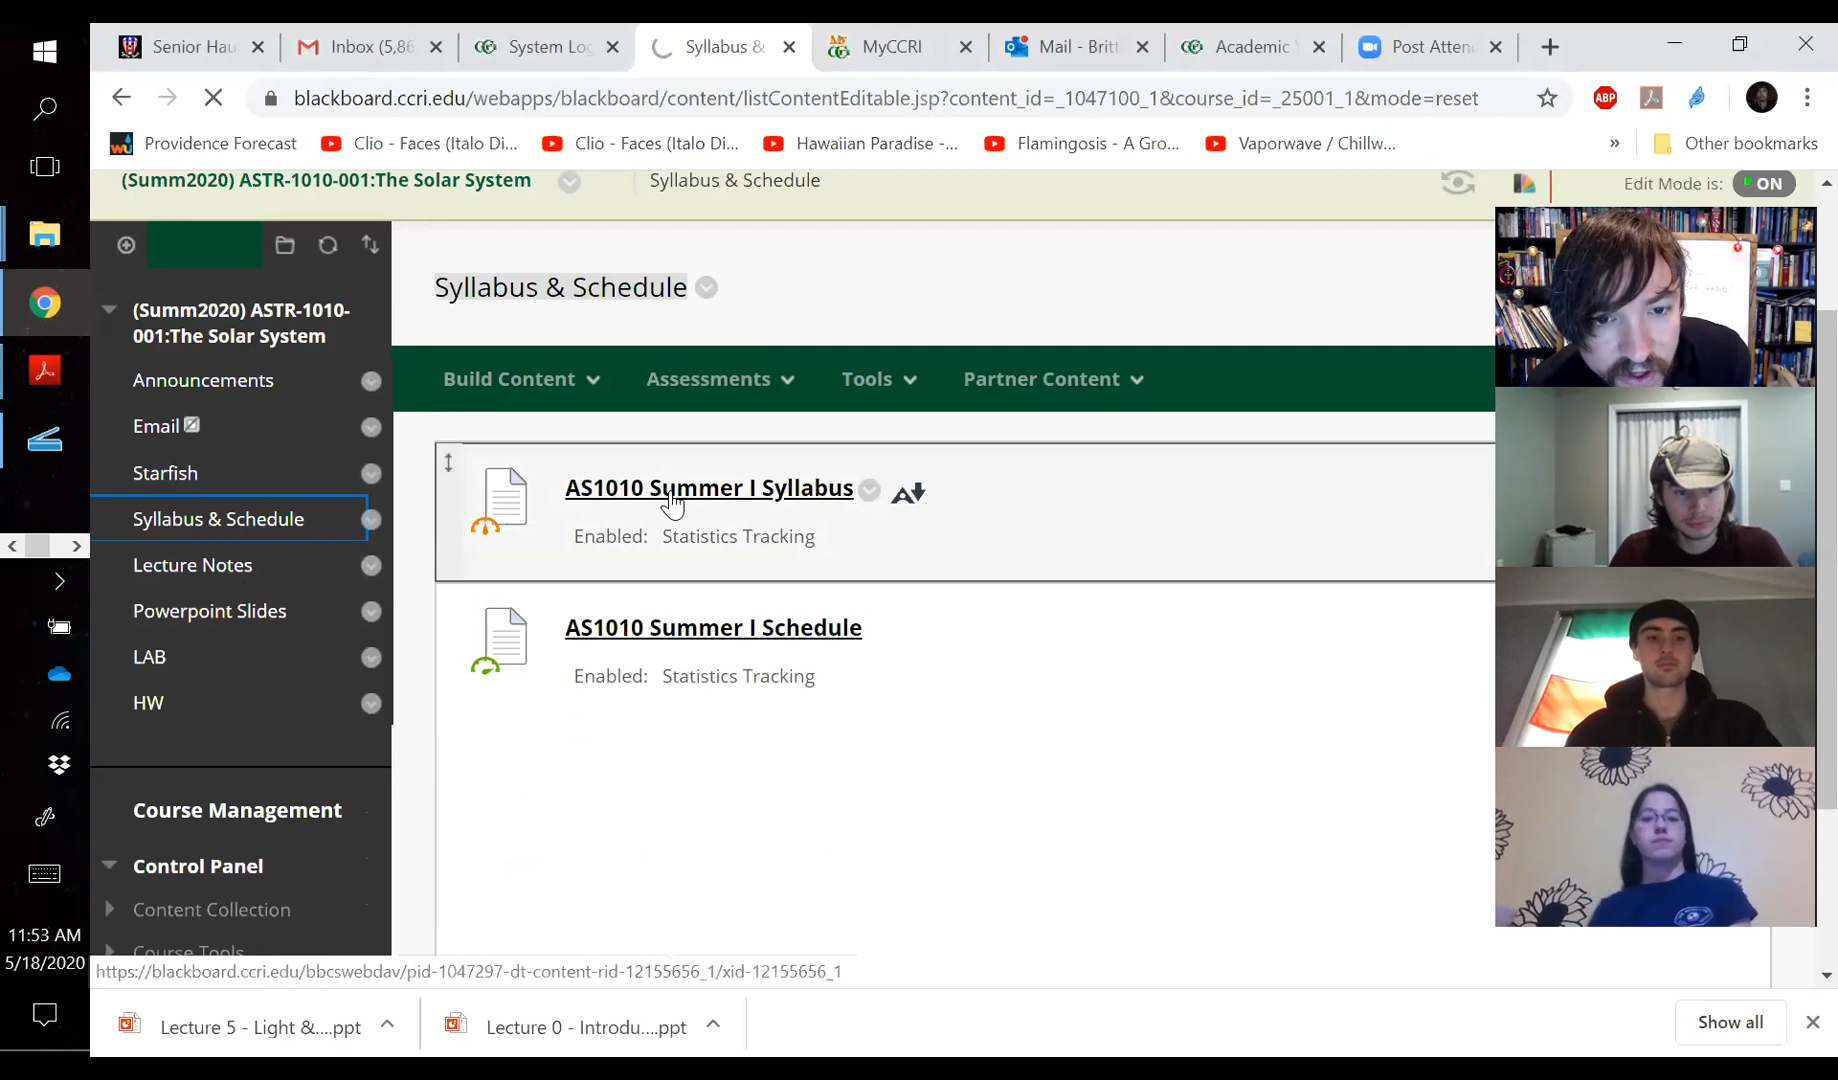 Senior Hau
Inbox (5,86
System Log
Syllabus &
MyCCRI
Mail - Britt
Academic
Post Atten
blackboard.ccri.edu/webapps/blackboard/content/listContentEditable.jsp?content_id=_1047100_1&course_id=_25001_1&mode=reset
ABP
Providence Forecast
Clio - Faces (Italo Di...
Clio - Faces (Italo Di...
Hawaiian Paradise -...
Flamingosis - A Gro...
Vaporwave / Chillw...
»
Other bookmarks
(Summ2020) ASTR-1010-001:The Solar System
Syllabus & Schedule
Edit Mode is:
ON
(Summ2020) ASTR-1010-
001:The Solar System
Announcements
Email
Starfish
Syllabus & Schedule
Lecture Notes
Powerpoint Slides
LAB
HW
Course Management
Control Panel
Content Collection
Course Tools
Syllabus & Schedule
Build Content
Assessments
Tools
Partner Content
AS1010 Summer I Syllabus
Enabled: Statistics Tracking
AS1010 Summer I Schedule
Enabled: Statistics Tracking
11:53 AM
5/18/2020
https://blackboard.ccri.edu/bbcswebdav/pid-1047297-dt-content-rid-12155656_1/xid-12155656_1
Lecture 5 - Light &....ppt
Lecture 0 - Introdu....ppt
Show all